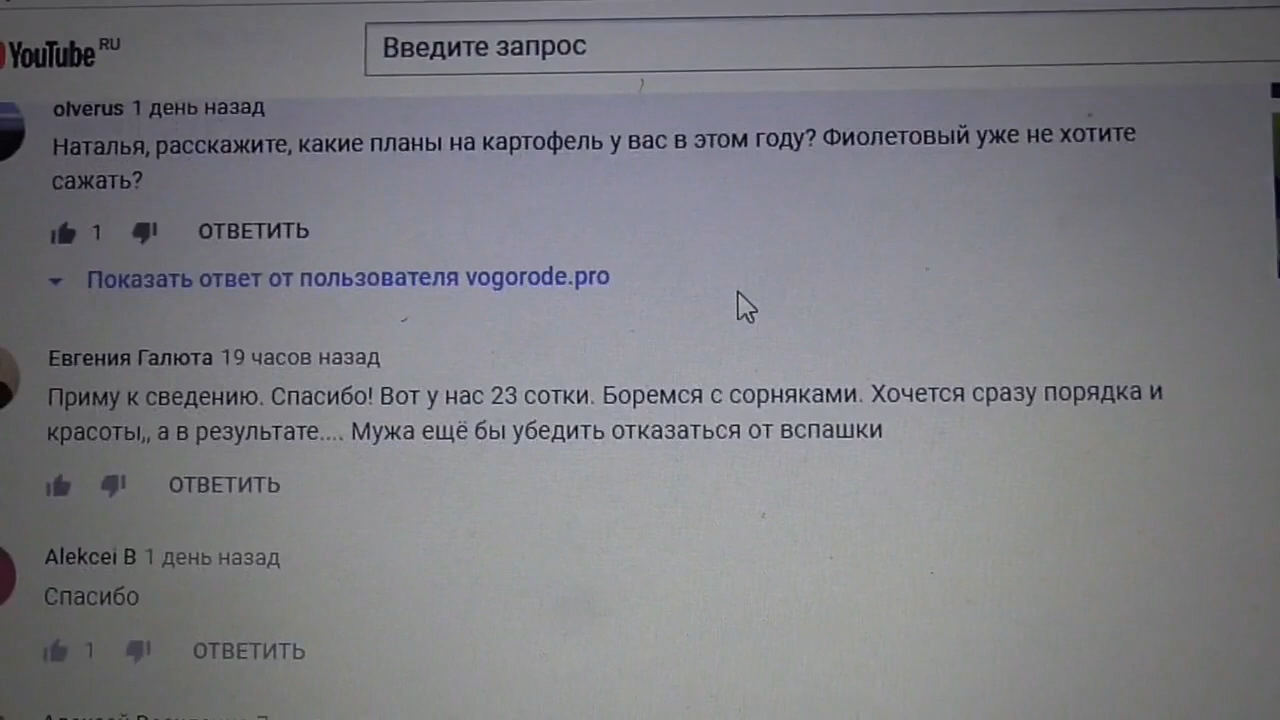 YouTube RU
Введите запрос
olverus 1 день назад
Наталья, расскажите, какие планы на картофель у вас в этом году? Фиолетовый уже не хотите
сажать?
1 ОТВЕТИТЬ
Показать ответ от пользователя vogorode.pro
Евгения Галюта 19 часов назад
Приму к сведению. Спасибо! Вот у нас 23 сотки. Боремся с сорняками. Хочется сразу порядка и
красоты,, а в результате.... Мужа ещё бы убедить отказаться от вспашки
ОТВЕТИТЬ
Alekcei B 1 день назад
Спасибо
1 ОТВЕТИТЬ